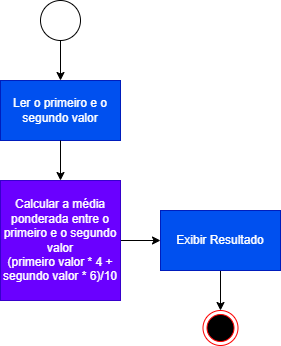 Ler o primeiro e o
segundo valor
Calcular a média
ponderada entre o
primeiro e o segundo
valor
(primeiro valor * 4 +
segundo valor * 6)/10
Exibir Resultado